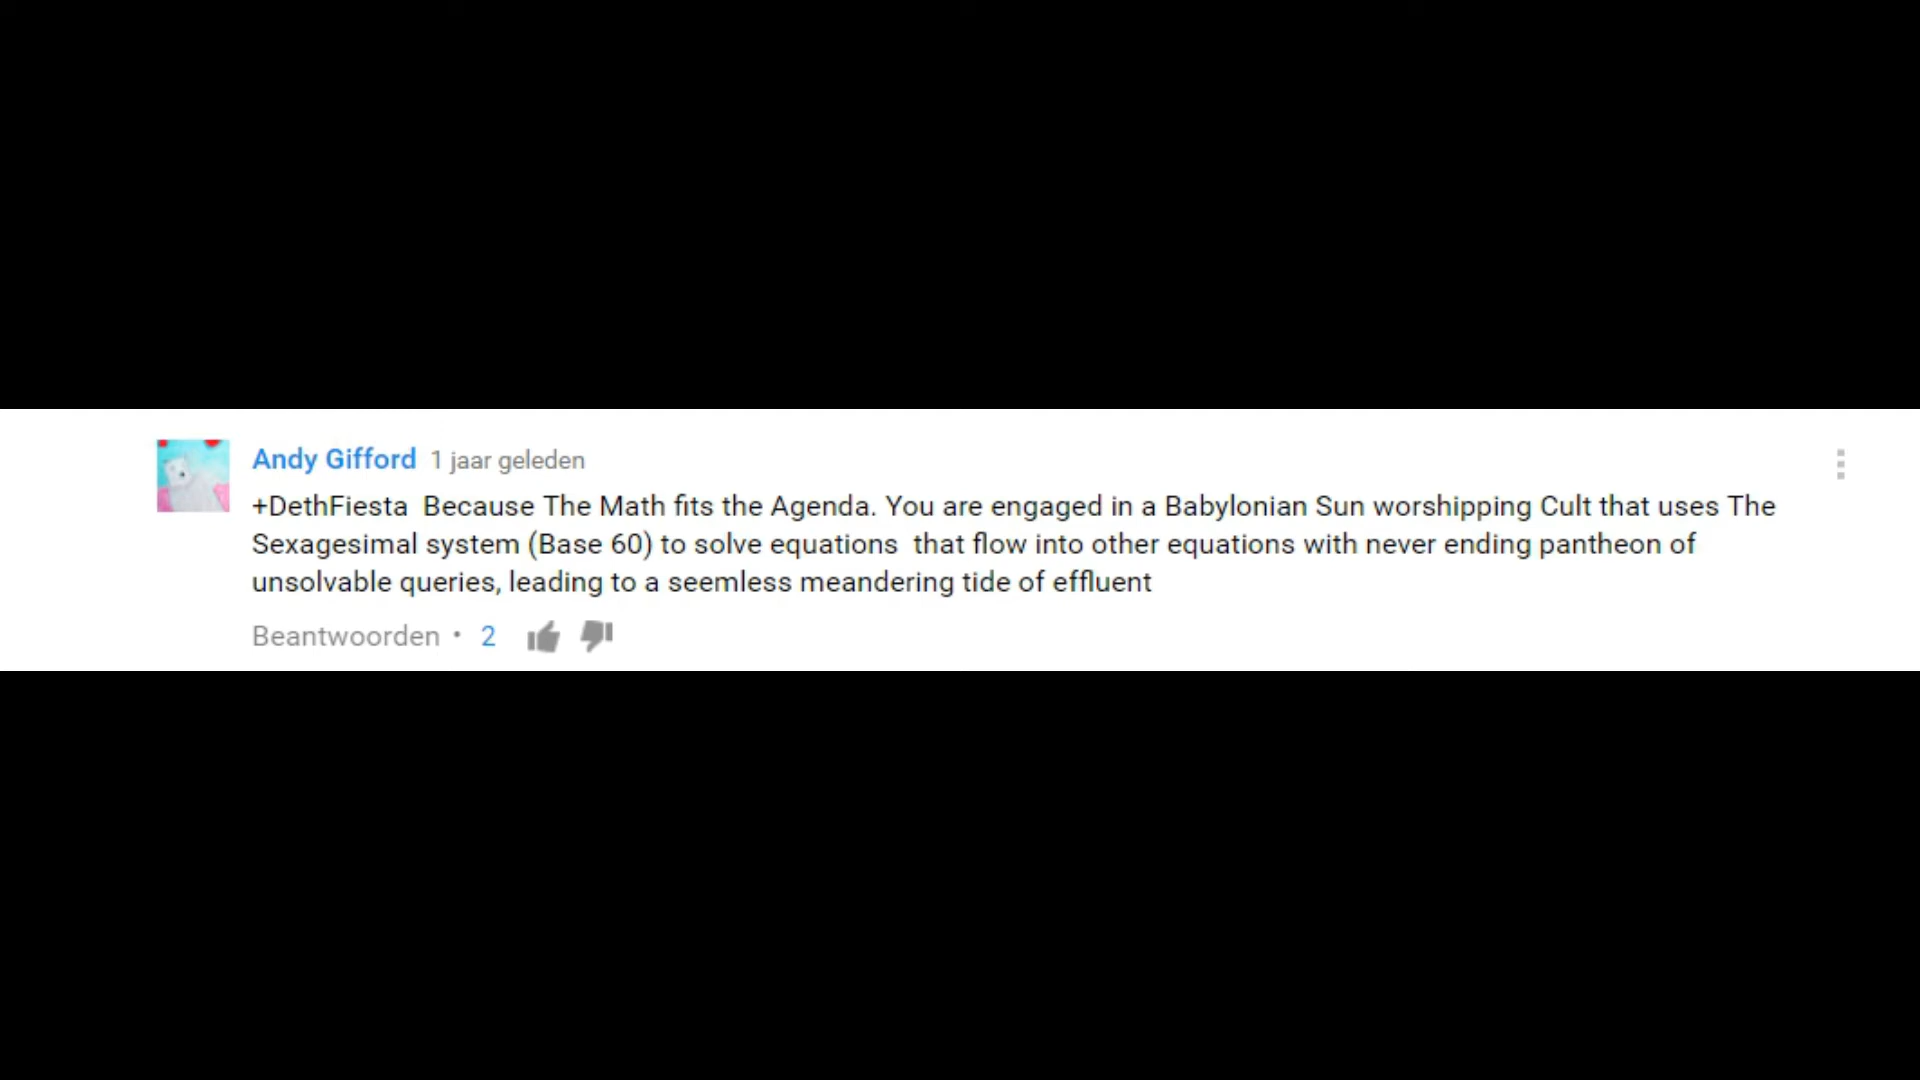 Andy Gifford 1 jaar geleden
+DethFiesta  Because The Math fits the Agenda. You are engaged in a Babylonian Sun worshipping Cult that uses The
Sexagesimal system (Base 60) to solve equations  that flow into other equations with never ending pantheon of
unsolvable queries, leading to a seemless meandering tide of effluent
Beantwoorden • 2